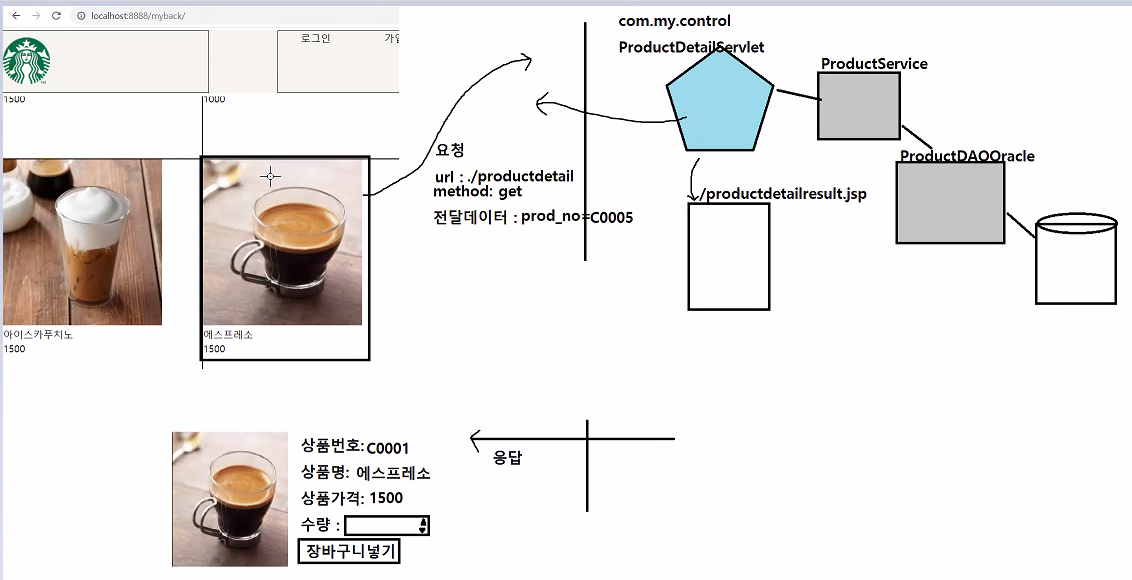 localhost:8888/myback/
로그인
가입
1500
1000
아이스카푸치노
1500
에스프레소
1500
요청
url : ./productdetail
method: get
전달데이터 : prod_no=C0005
com.my.control
ProductDetailServlet
ProductService
ProductDAOOracle
/productdetailresult.jsp
응답
상품번호: C0001
상품명: 에스프레소
상품가격: 1500
수량 :
장바구니넣기